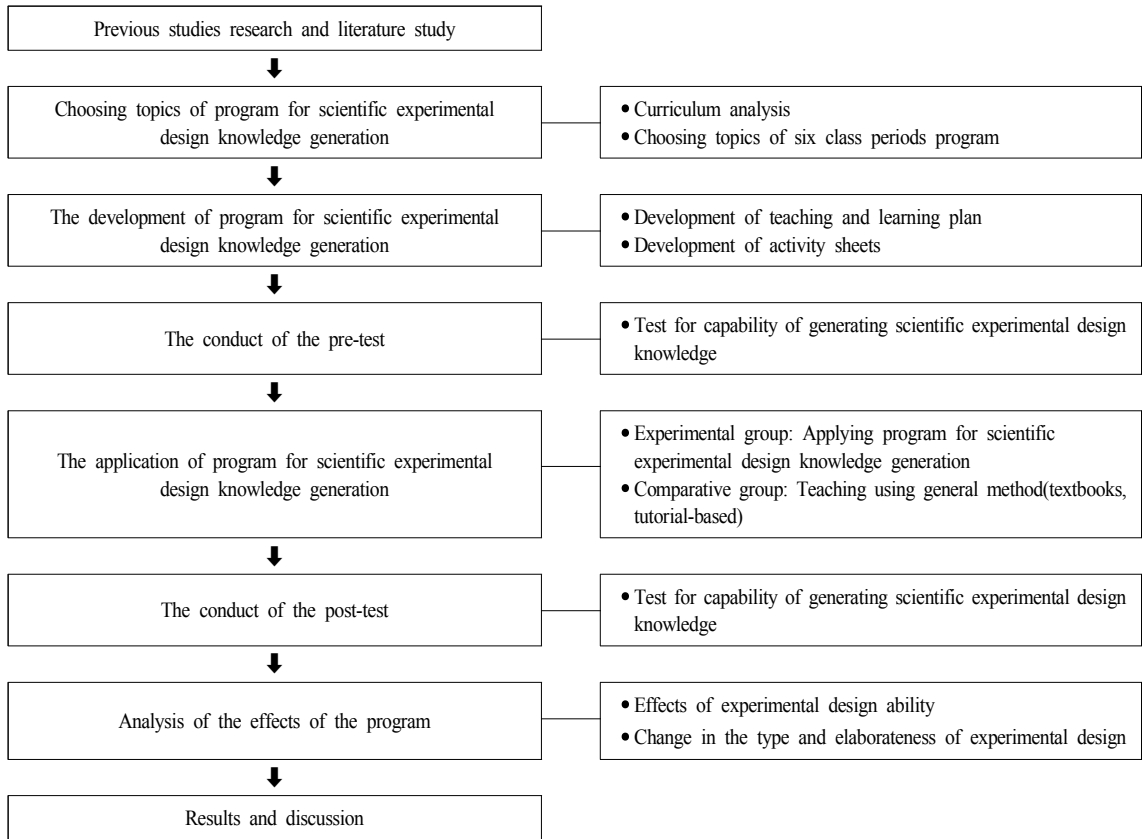 Previous studies research and literature study
Choosing topics of program for scientific experimental
design knowledge generation
• Curriculum analysis
• Choosing topics of six class periods program
The development of program for scientific experimental
design knowledge generation
• Development of teaching and learning plan
• Development of activity sheets
The conduct of the pre-test
• Test for capability of generating scientific experimental design
knowledge
The application of program for scientific experimental
design knowledge generation
• Experimental group: Applying program for scientific
experimental design knowledge generation
• Comparative group: Teaching using general method(textbooks,
tutorial-based)
The conduct of the post-test
• Test for capability of generating scientific experimental design
knowledge
Analysis of the effects of the program
• Effects of experimental design ability
• Change in the type and elaborateness of experimental design
Results and discussion